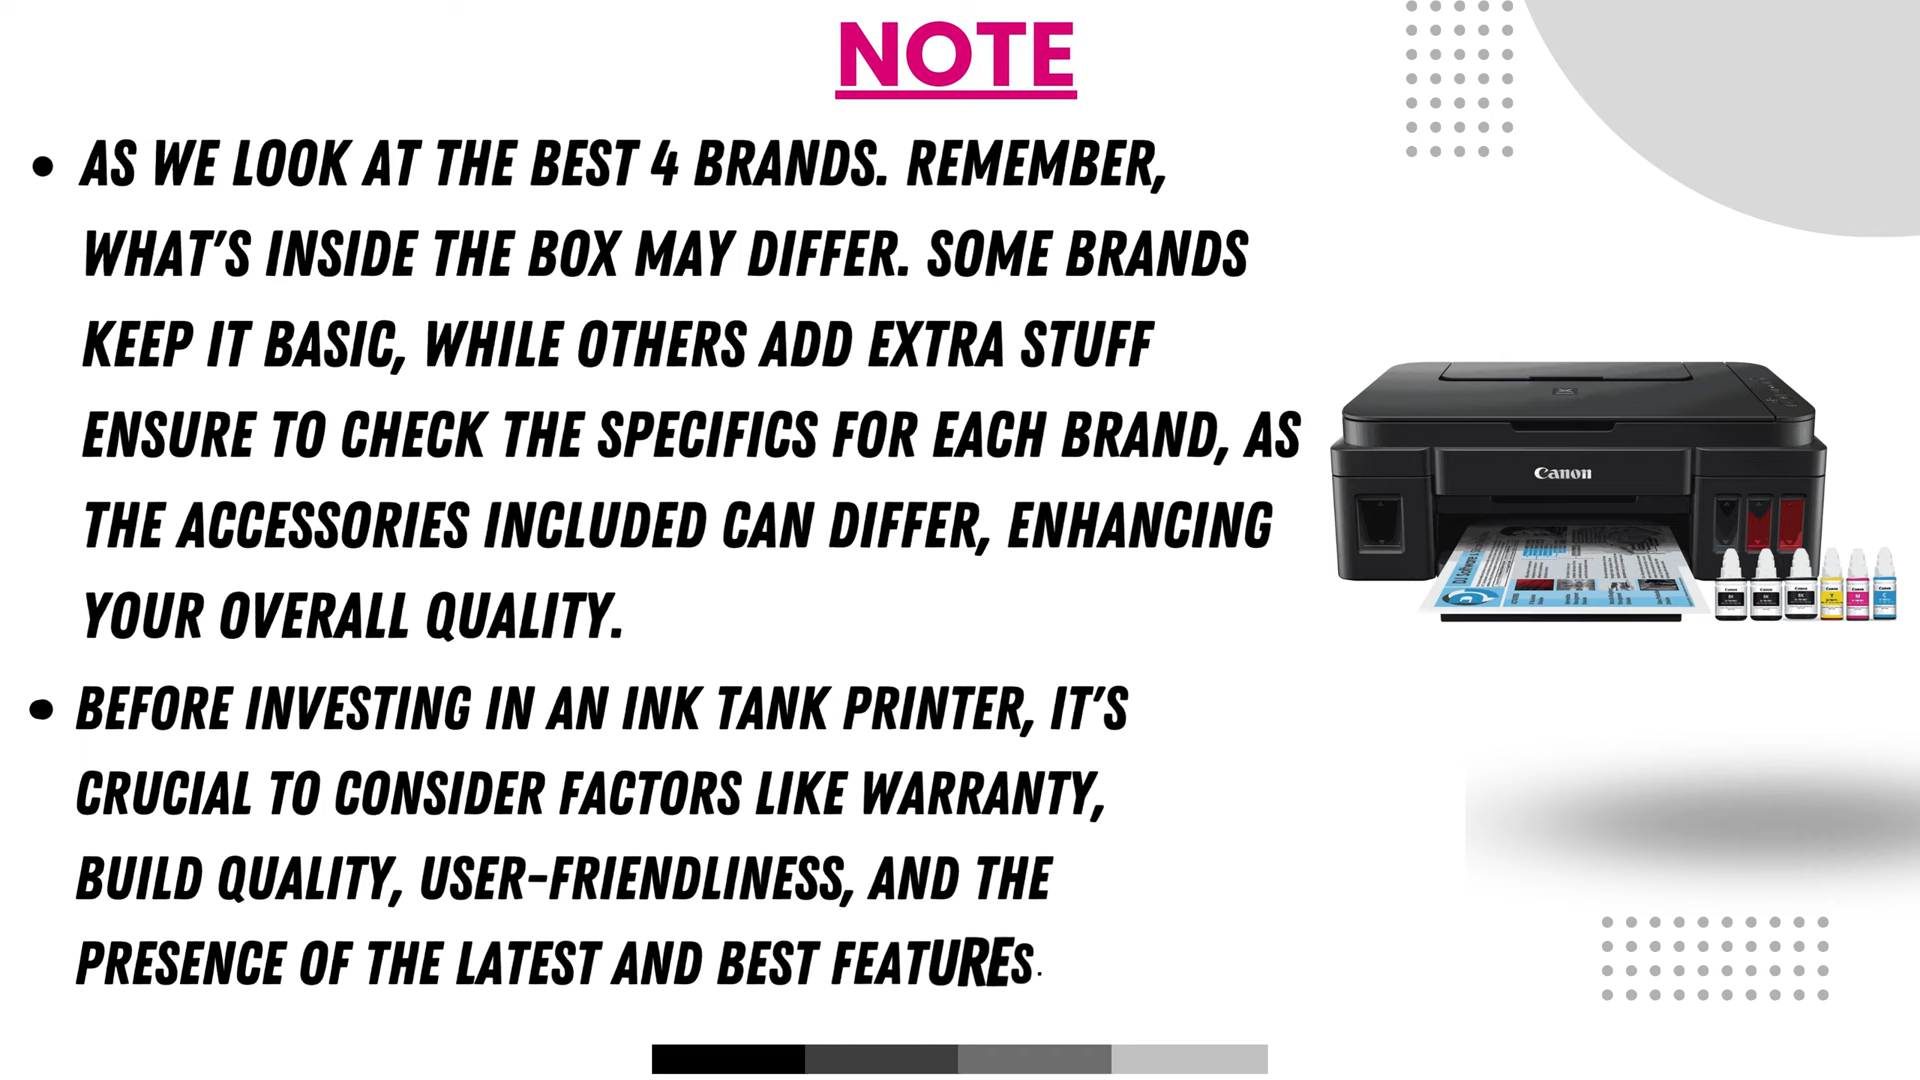 NOTE
• AS WE LOOK AT THE BEST 4 BRANDS. REMEMBER,
WHAT'S INSIDE THE BOX MAY DIFFER. SOME BRANDS
KEEP IT BASIC, WHILE OTHERS ADD EXTRA STUFF
ENSURE TO CHECK THE SPECIFICS FOR EACH BRAND, AS
THE ACCESSORIES INCLUDED CAN DIFFER, ENHANCING
YOUR OVERALL QUALITY.
• BEFORE INVESTING IN AN INK TANK PRINTER, IT'S
CRUCIAL TO CONSIDER FACTORS LIKE WARRANTY,
BUILD QUALITY, USER-FRIENDLINESS, AND THE
PRESENCE OF THE LATEST AND BEST FEATURES.
Canon
BK
BK
BK
Y
M
C